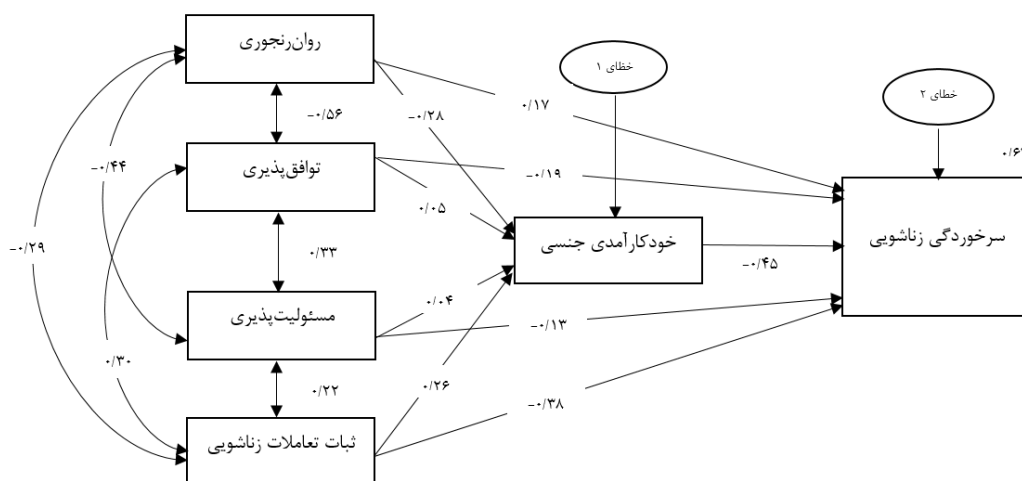 روان‌رنجوری
خطای ۱
خطای ۲
۰/۱۷
-۰/۲۸
-۰/۵۶
-۰/۴۴
توافق‌پذیری
-۰/۱۹
۰/۰۵
سرخوردگی زناشویی
خودکارآمدی جنسی
-۰/۲۹
۰/۳۳
-۰/۴۵
۰/۰۴
مسئولیت‌پذیری
-۰/۱۳
۰/۳۰
۰/۲۲
۰/۲۶
-۰/۳۸
ثبات تعاملات زناشویی